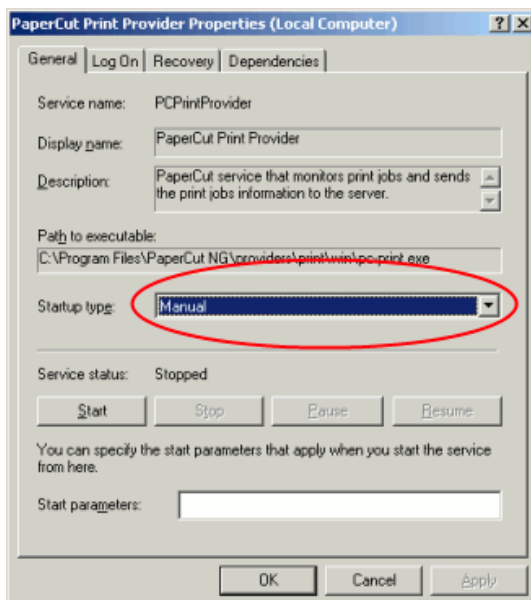 PaperCut Print Provider Properties (Local Computer)
General Log On Recovery Dependencies
Service name: PCPrintProvider
Display name: PaperCut Print Provider
Description: PaperCut service that monitors print jobs and sends
the print jobs information to the server.
Path to executable:
C:\Program Files\PaperCut NG\providers\print\win\pc-print.exe
Startup type: Manual
Service status: Stopped
Start Stop Pause Resume
You can specify the start parameters that apply when you start the service
from here.
Start parameters:
OK Cancel Apply